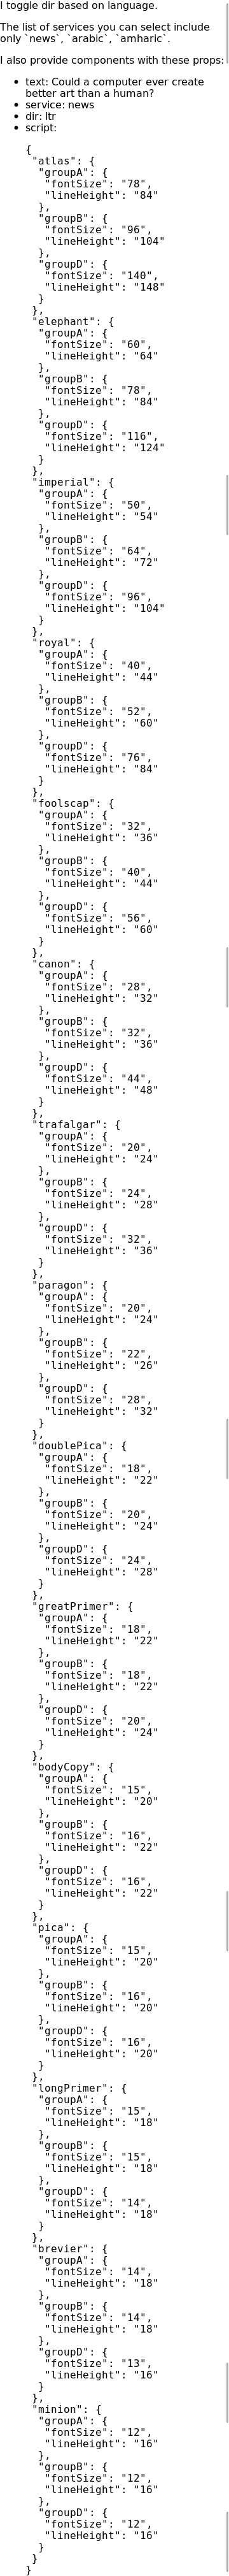 I toggle dir based on language.
The list of services you can select include
only `news`, `arabic`, `amharic`.
I also provide components with these props:
• text: Could a computer ever create
better art than a human?
• service: news
• dir: ltr
• script:
{
"atlas": {
"groupA": {
"fontSize": "78",
"lineHeight": "84"
},
"groupB": {
"fontSize": "96",
"lineHeight": "104"
},
"groupD": {
"fontSize": "140",
"lineHeight": "148"
}
},
"elephant": {
"groupA": {
"fontSize": "60",
"lineHeight": "64"
},
"groupB": {
"fontSize": "78",
"lineHeight": "84"
},
"groupD": {
"fontSize": "116",
"lineHeight": "124"
}
},
"imperial": {
"groupA": {
"fontSize": "50",
"lineHeight": "54"
},
"groupB": {
"fontSize": "64",
"lineHeight": "72"
},
"groupD": {
"fontSize": "96",
"lineHeight": "104"
}
},
"royal": {
"groupA": {
"fontSize": "40",
"lineHeight": "44"
},
"groupB": {
"fontSize": "52",
"lineHeight": "60"
},
"groupD": {
"fontSize": "76",
"lineHeight": "84"
}
},
"foolscap": {
"groupA": {
"fontSize": "32",
"lineHeight": "36"
},
"groupB": {
"fontSize": "40",
"lineHeight": "44"
},
"groupD": {
"fontSize": "56",
"lineHeight": "60"
}
},
"canon": {
"groupA": {
"fontSize": "28",
"lineHeight": "32"
},
"groupB": {
"fontSize": "32",
"lineHeight": "36"
},
"groupD": {
"fontSize": "44",
"lineHeight": "48"
}
},
"trafalgar": {
"groupA": {
"fontSize": "20",
"lineHeight": "24"
},
"groupB": {
"fontSize": "24",
"lineHeight": "28"
},
"groupD": {
"fontSize": "32",
"lineHeight": "36"
}
},
"paragon": {
"groupA": {
"fontSize": "20",
"lineHeight": "24"
},
"groupB": {
"fontSize": "22",
"lineHeight": "26"
},
"groupD": {
"fontSize": "28",
"lineHeight": "32"
}
},
"doublePica": {
"groupA": {
"fontSize": "18",
"lineHeight": "22"
},
"groupB": {
"fontSize": "20",
"lineHeight": "24"
},
"groupD": {
"fontSize": "24",
"lineHeight": "28"
}
},
"greatPrimer": {
"groupA": {
"fontSize": "18",
"lineHeight": "22"
},
"groupB": {
"fontSize": "18",
"lineHeight": "22"
},
"groupD": {
"fontSize": "20",
"lineHeight": "24"
}
},
"bodyCopy": {
"groupA": {
"fontSize": "15",
"lineHeight": "20"
},
"groupB": {
"fontSize": "16",
"lineHeight": "22"
},
"groupD": {
"fontSize": "16",
"lineHeight": "22"
}
},
"pica": {
"groupA": {
"fontSize": "15",
"lineHeight": "20"
},
"groupB": {
"fontSize": "16",
"lineHeight": "20"
},
"groupD": {
"fontSize": "16",
"lineHeight": "20"
}
},
"longPrimer": {
"groupA": {
"fontSize": "15",
"lineHeight": "18"
},
"groupB": {
"fontSize": "15",
"lineHeight": "18"
},
"groupD": {
"fontSize": "14",
"lineHeight": "18"
}
},
"brevier": {
"groupA": {
"fontSize": "14",
"lineHeight": "18"
},
"groupB": {
"fontSize": "14",
"lineHeight": "18"
},
"groupD": {
"fontSize": "13",
"lineHeight": "16"
}
},
"minion": {
"groupA": {
"fontSize": "12",
"lineHeight": "16"
},
"groupB": {
"fontSize": "12",
"lineHeight": "16"
},
"groupD": {
"fontSize": "12",
"lineHeight": "16"
}
}
}